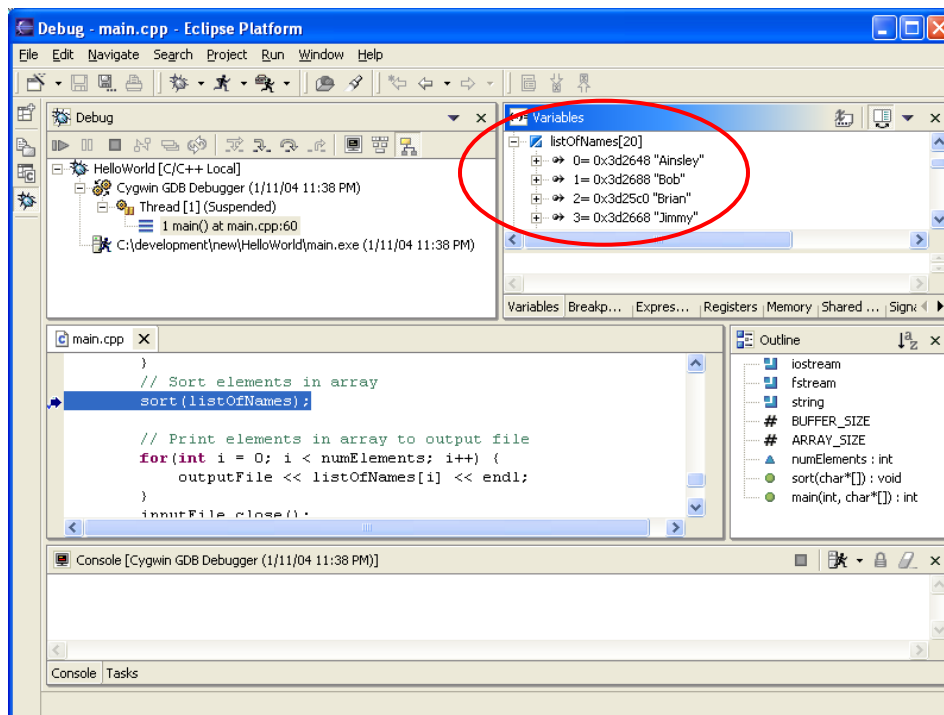 Debug - main.cpp - Eclipse Platform
File Edit Navigate Search Project Run Window Help
Debug
HelloWorld [C/C++ Local]
Cygwin GDB Debugger (1/11/04 11:38 PM)
Thread [1] (Suspended)
1 main() at main.cpp:60
C:\development\new\HelloWorld\main.exe (1/11/04 11:38 PM)
Variables
listOfNames[20]
0= 0x3d2648 "Ainsley"
1= 0x3d2688 "Bob"
2= 0x3d25c0 "Brian"
3= 0x3d2668 "Jimmy"
Variables Breakp... Expres... Registers Memory Shared ... Signa
main.cpp
}
// Sort elements in array
sort(listOfNames);
// Print elements in array to output file
for(int i = 0; i < numElements; i++) {
outputFile << listOfNames[i] << endl;
}
inputFile.close();
Outline
iostream
fstream
string
# BUFFER_SIZE
# ARRAY_SIZE
numElements : int
sort(char*[]) : void
main(int, char*[]) : int
Console [Cygwin GDB Debugger (1/11/04 11:38 PM)]
Console Tasks